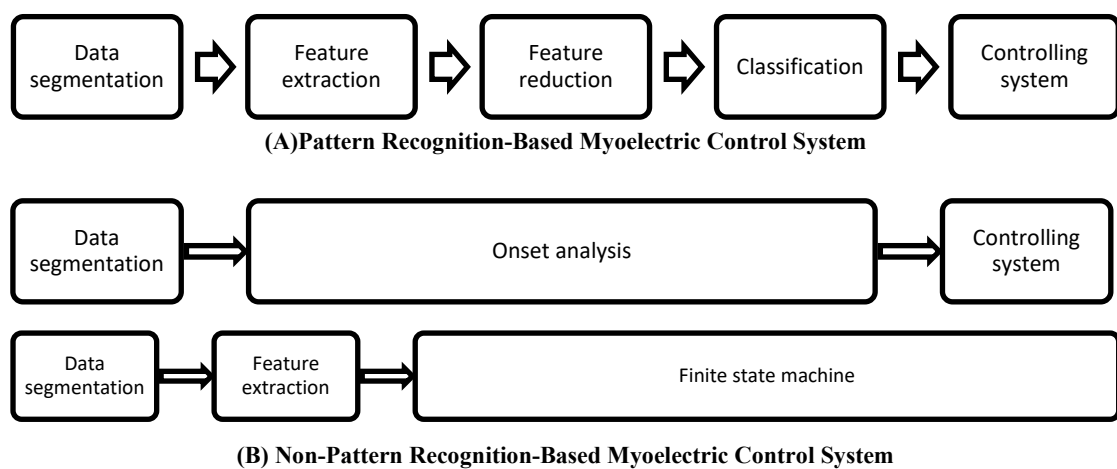 Data
segmentation
Feature
extraction
Feature
reduction
Classification
Controlling
system
(A)Pattern Recognition-Based Myoelectric Control System
Data
segmentation
Onset analysis
Controlling
system
Data
segmentation
Feature
extraction
Finite state machine
(B) Non-Pattern Recognition-Based Myoelectric Control System